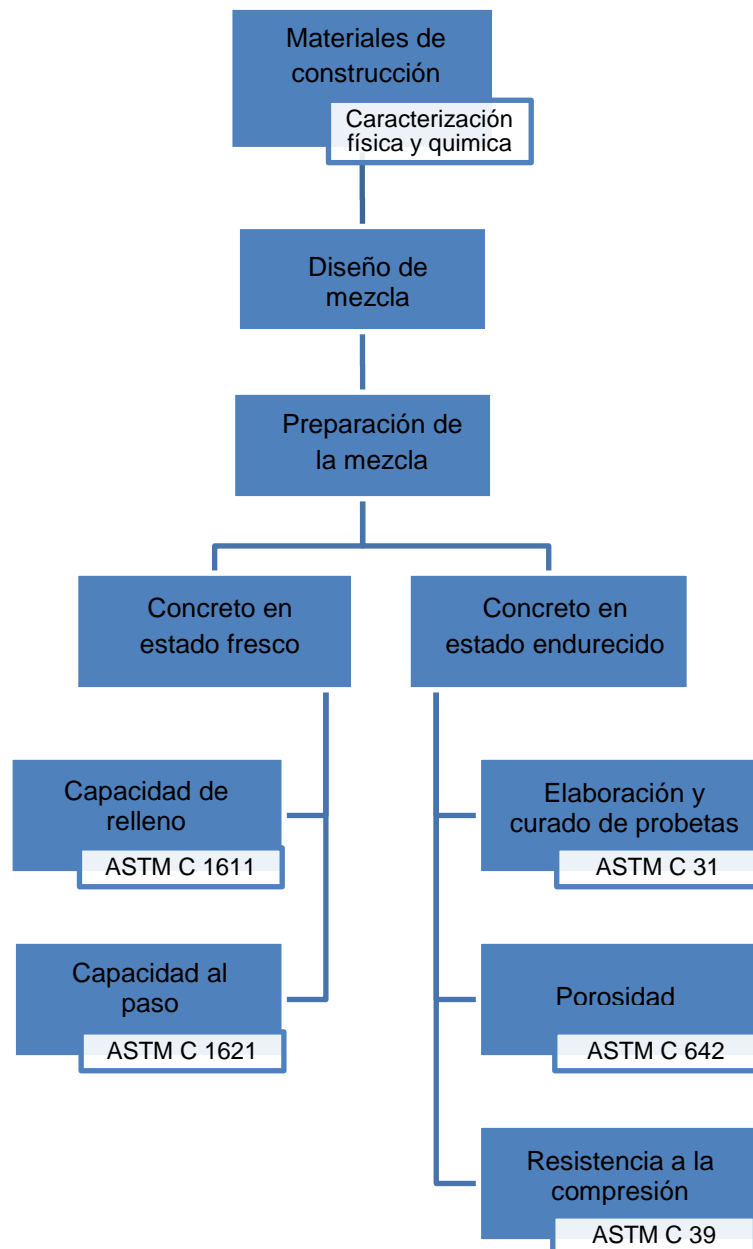 Materiales de
construcción
Caracterización
física y quimica
Diseño de
mezcla
Preparación de
la mezcla
Concreto en
estado fresco
Concreto en
estado endurecido
Capacidad de
relleno
ASTM C 1611
Elaboración y
curado de probetas
ASTM C 31
Capacidad al
paso
ASTM C 1621
Porosidad
ASTM C 642
Resistencia a la
compresión
ASTM C 39